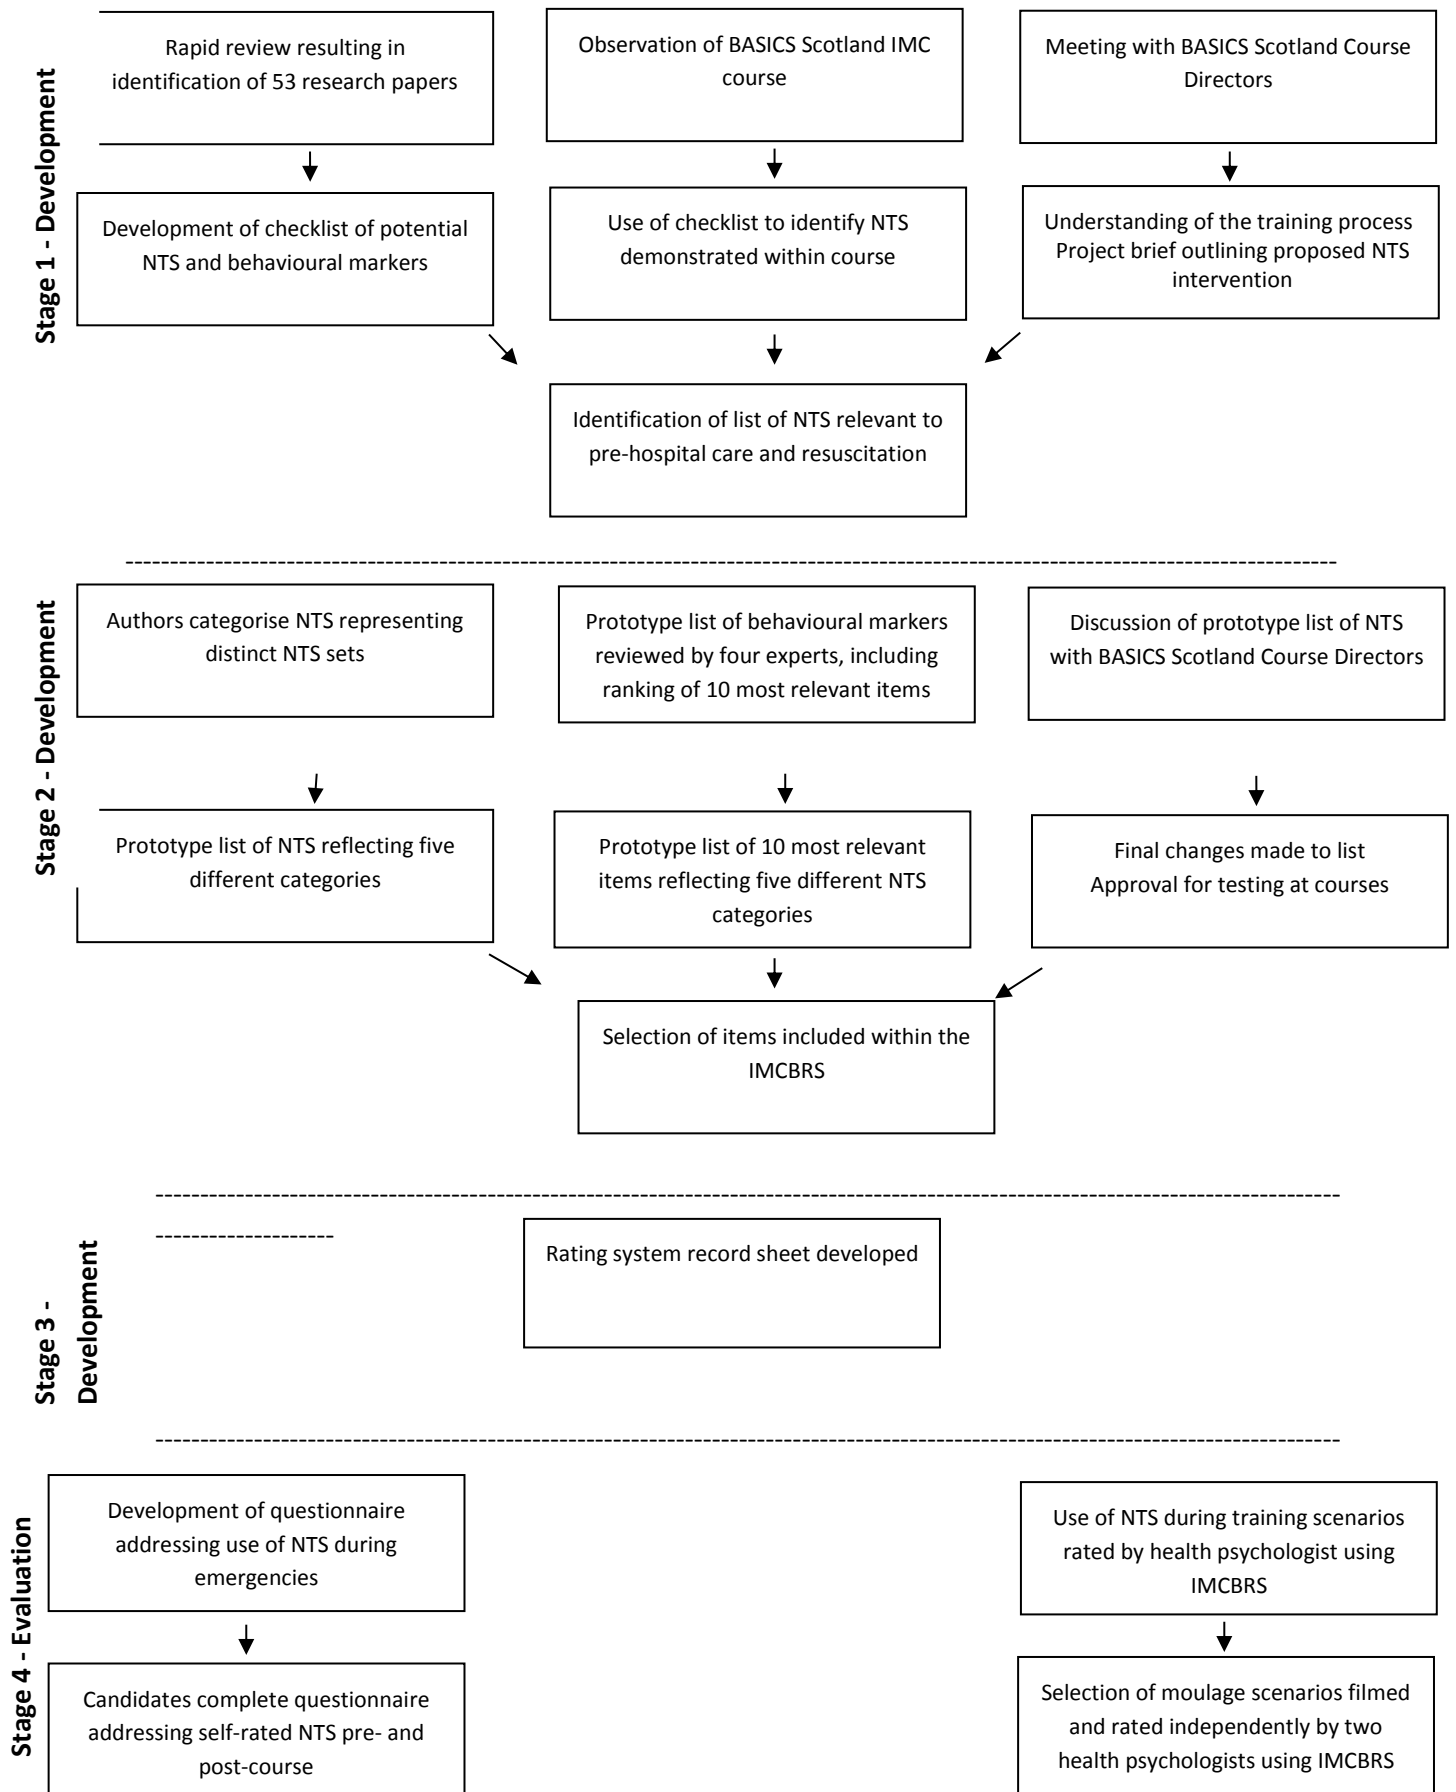 Stage 1 - Development
Rapid review resulting in
identification of 53 research papers
Observation of BASICS Scotland IMC
course
Meeting with BASICS Scotland Course
Directors
Development of checklist of potential
NTS and behavioural markers
Use of checklist to identify NTS
demonstrated within course
Understanding of the training process
Project brief outlining proposed NTS
intervention
Identification of list of NTS relevant to
pre-hospital care and resuscitation
Stage 2 - Development
Authors categorise NTS representing
distinct NTS sets
Prototype list of behavioural markers
reviewed by four experts, including
ranking of 10 most relevant items
Discussion of prototype list of NTS
with BASICS Scotland Course Directors
Prototype list of NTS reflecting five
different categories
Prototype list of 10 most relevant
items reflecting five different NTS
categories
Final changes made to list
Approval for testing at courses
Selection of items included within the
IMCBRS
Stage 3 -
Development
Rating system record sheet developed
Stage 4 - Evaluation
Development of questionnaire
addressing use of NTS during
emergencies
Use of NTS during training scenarios
rated by health psychologist using
IMCBRS
Candidates complete questionnaire
addressing self-rated NTS pre- and
post-course
Selection of moulage scenarios filmed
and rated independently by two
health psychologists using IMCBRS